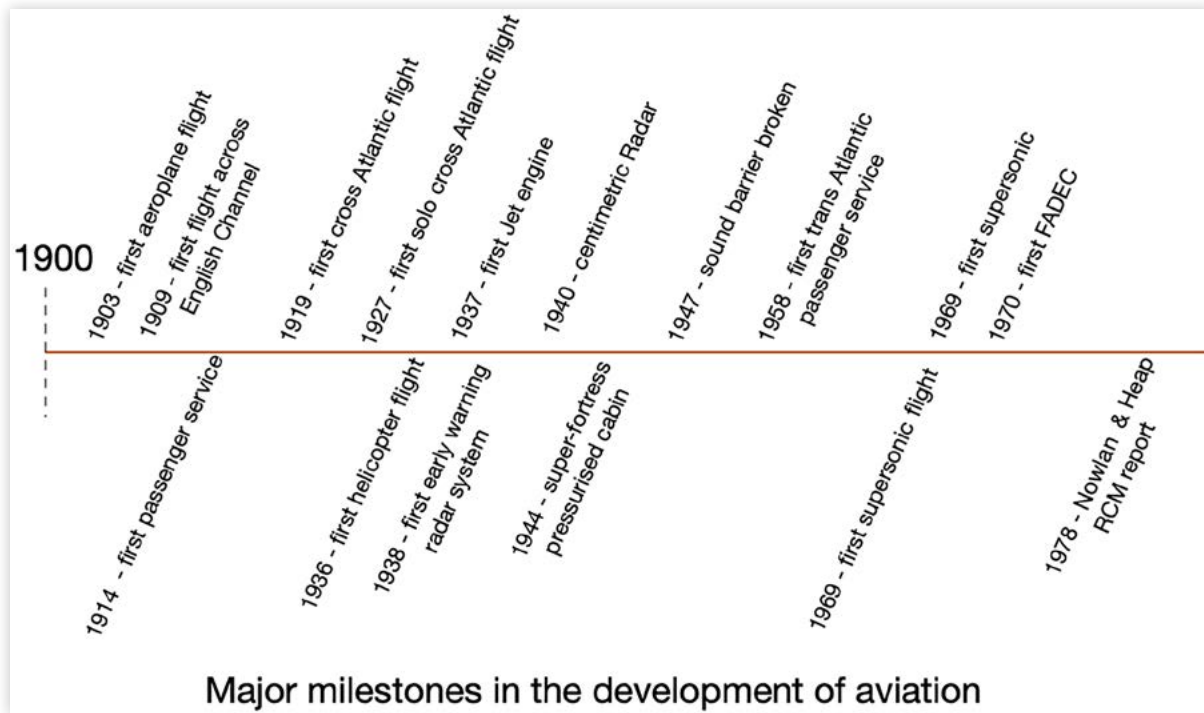 1900
1903 - first aeroplane flight
1909 - first flight across
English Channel
1919 - first cross Atlantic flight
1927 - first solo cross Atlantic flight
1937 - first Jet engine
1940 - centimetric Radar
1947 - sound barrier broken
1958 - first trans Atlantic
passenger service
1969 - first supersonic
1970 - first FADEC
1914 - first passenger service
1936 - first helicopter flight
1938 - first early warning
radar system
1944 - super-fortress
pressurised cabin
1969 - first supersonic flight
1978 - Nowlan & Heap
RCM report
Major milestones in the development of aviation